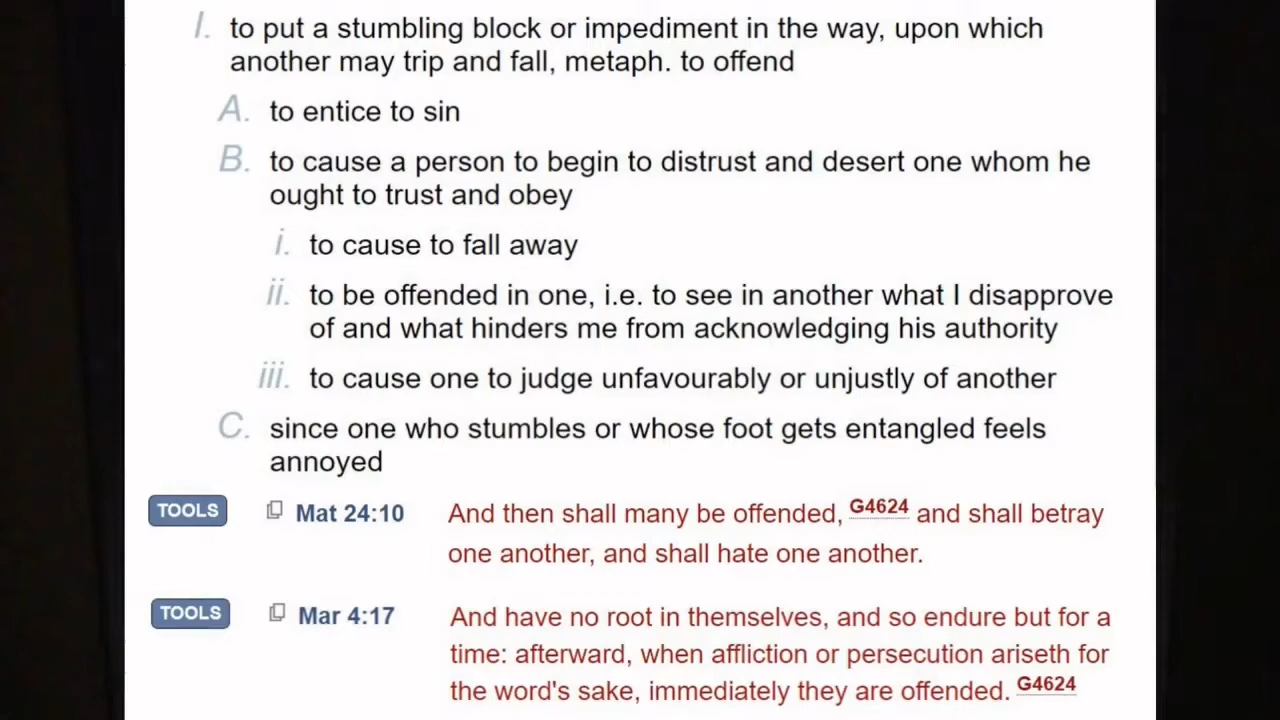 I. to put a stumbling block or impediment in the way, upon which
another may trip and fall, metaph. to offend
A. to entice to sin
B. to cause a person to begin to distrust and desert one whom he
ought to trust and obey
i. to cause to fall away
ii. to be offended in one, i.e. to see in another what I disapprove
of and what hinders me from acknowledging his authority
iii. to cause one to judge unfavourably or unjustly of another
C. since one who stumbles or whose foot gets entangled feels
annoyed
TOOLS Mat 24:10 And then shall many be offended, G4624 and shall betray
one another, and shall hate one another.
TOOLS Mar 4:17 And have no root in themselves, and so endure but for a
time: afterward, when affliction or persecution ariseth for
the word's sake, immediately they are offended. G4624